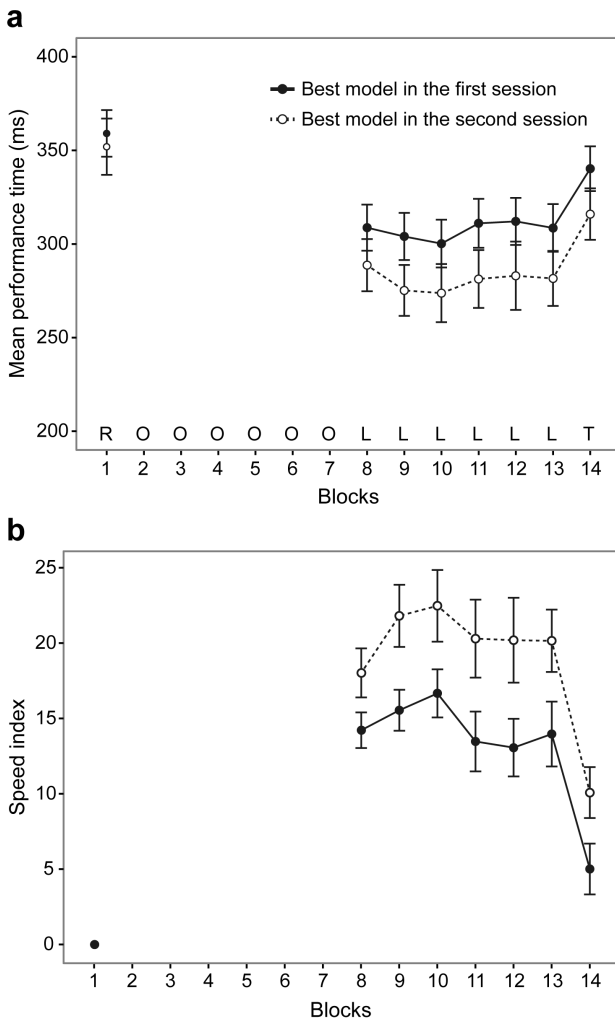 a
Mean performance time (ms)
400
350
300
250
200
Best model in the first session
Best model in the second session
R O O O O O O L L L L L L T
1 2 3 4 5 6 7 8 9 10 11 12 13 14
Blocks
b
Speed index
25
20
15
10
5
0
1 2 3 4 5 6 7 8 9 10 11 12 13 14
Blocks